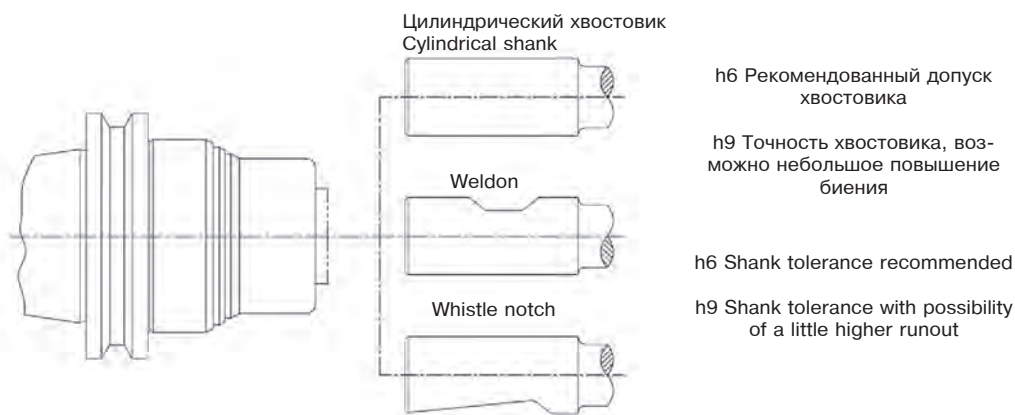 Цилиндрический хвостовик
Cylindrical shank
h6 Рекомендованный допуск
хвостовика
h9 Точность хвостовика, воз-
можно небольшое повышение
биения
Weldon
h6 Shank tolerance recommended
h9 Shank tolerance with possibility
of a little higher runout
Whistle notch